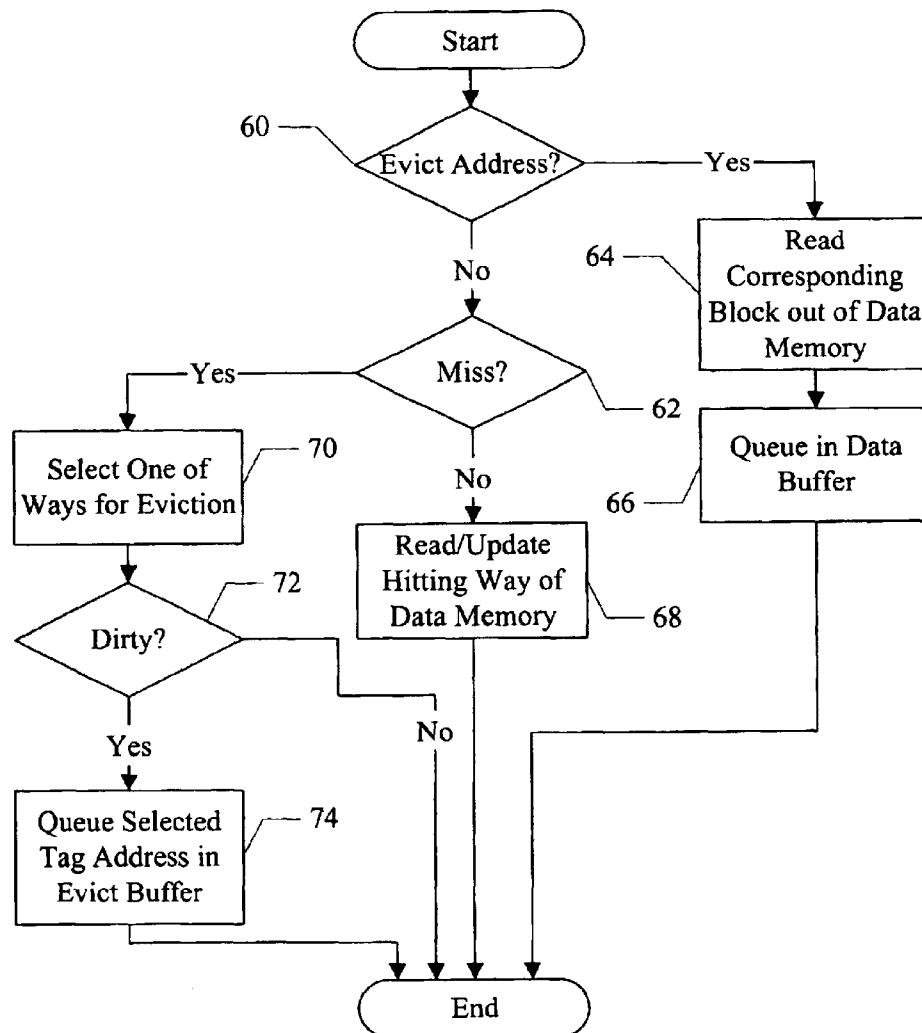 Start
60
Evict Address?
Yes
No
64
Read
Corresponding
Block out of Data
Memory
Yes
Miss?
62
70
Select One of
Ways for Eviction
No
66
Queue in Data
Buffer
Read/Update
Hitting Way of
Data Memory
68
72
Dirty?
No
Yes
Queue Selected
Tag Address in
Evict Buffer
74
End